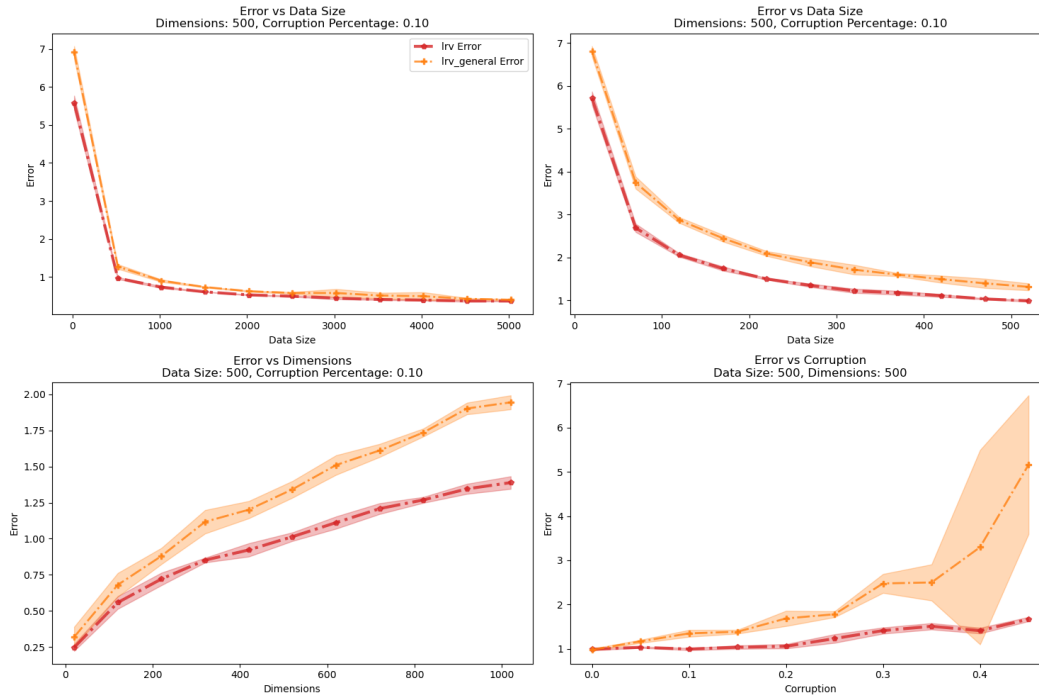 Error vs Data Size
Dimensions: 500, Corruption Percentage: 0.10
7
6
5
4
3
2
1
Error
0
1000
2000
3000
4000
5000
Data Size
lrv Error
lrv_general Error
Error vs Data Size
Dimensions: 500, Corruption Percentage: 0.10
7
6
5
4
3
2
1
Error
0
100
200
300
400
500
Data Size
Error vs Dimensions
Data Size: 500, Corruption Percentage: 0.10
2.00
1.75
1.50
1.25
1.00
0.75
0.50
0.25
Error
0
200
400
600
800
1000
Dimensions
Error vs Corruption
Data Size: 500, Dimensions: 500
7
6
5
4
3
2
1
Error
0.0
0.1
0.2
0.3
0.4
Corruption